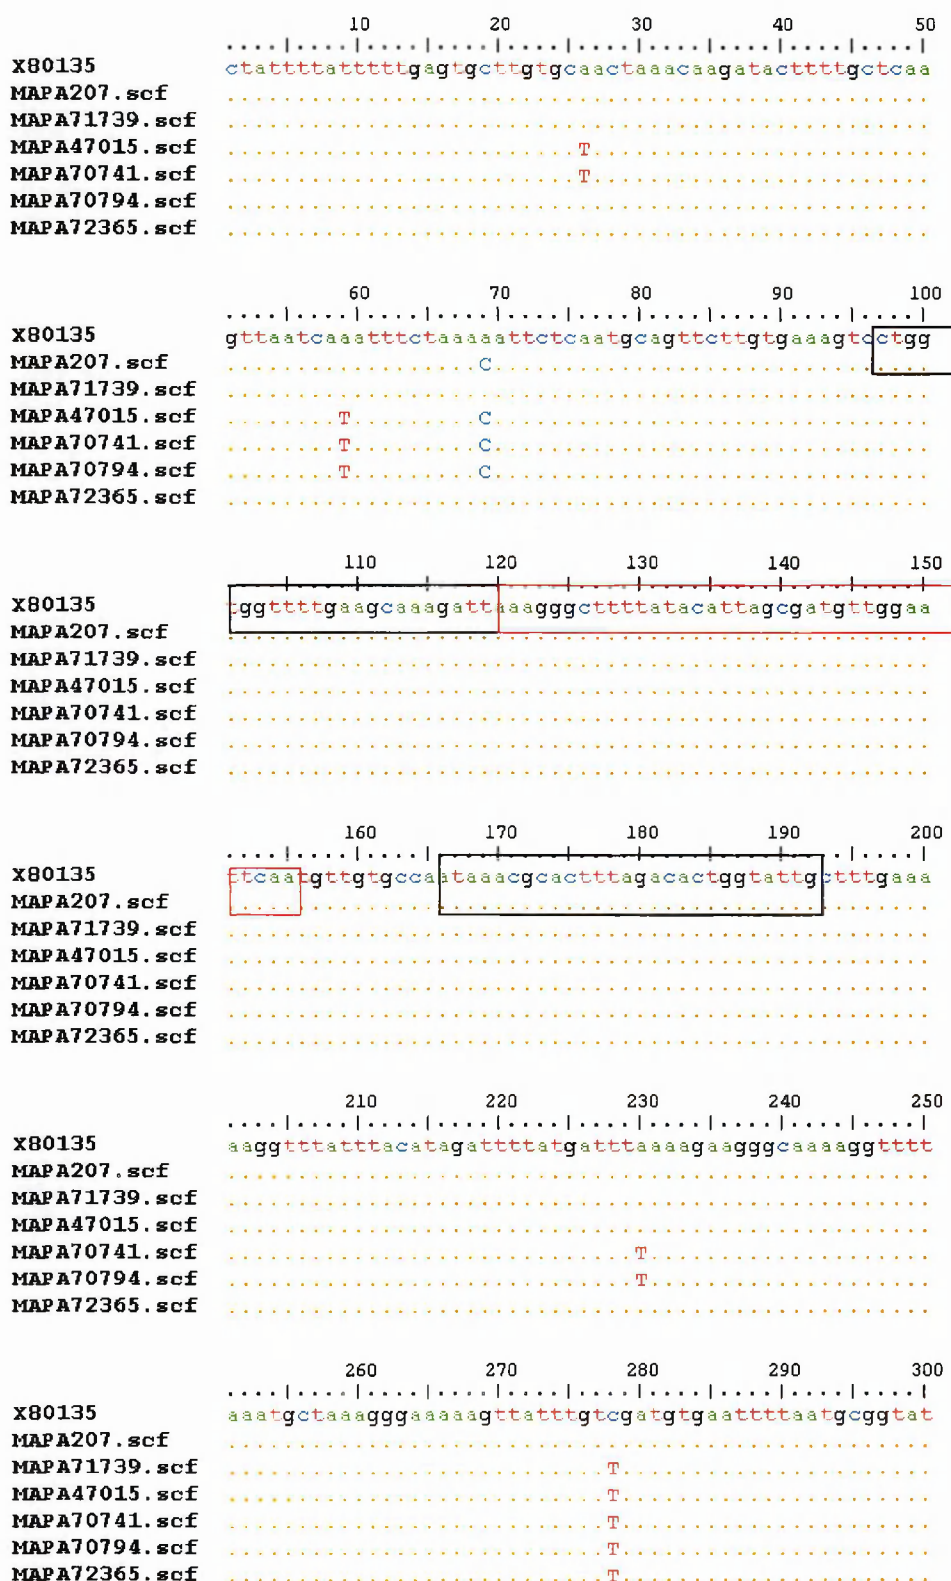 10 20 30 40 50
X80135 ctattttatttttgagtgcttgtgcaactaaacaagatacttttgctcaa
MAPA207.scf
MAPA71739.scf
MAPA47015.scf T
MAPA70741.scf T
MAPA70794.scf
MAPA72365.scf
60 70 80 90 100
X80135 gttaatcaaatttctaaaaattctcaatgcagttcttgtgaaagtcctgg
MAPA207.scf C
MAPA71739.scf
MAPA47015.scf T C
MAPA70741.scf T C
MAPA70794.scf T C
MAPA72365.scf
110 120 130 140 150
X80135 tggttttgaagcaaagattaaagggcttttatacattagcgatgttggaa
MAPA207.scf
MAPA71739.scf
MAPA47015.scf
MAPA70741.scf
MAPA70794.scf
MAPA72365.scf
160 170 180 190 200
X80135 ttcaatgttgtgccaataaacgcactttagacactggtattgctttgaaa
MAPA207.scf
MAPA71739.scf
MAPA47015.scf
MAPA70741.scf
MAPA70794.scf
MAPA72365.scf
210 220 230 240 250
X80135 aaggtttatttacatagattttatgatttaaaagaagggcaaaaggtttt
MAPA207.scf
MAPA71739.scf
MAPA47015.scf
MAPA70741.scf T
MAPA70794.scf T
MAPA72365.scf
260 270 280 290 300
X80135 aaatgctaaagggaaaaagttatttgtcgatgtgaattttaatgcggtat
MAPA207.scf
MAPA71739.scf T
MAPA47015.scf T
MAPA70741.scf T
MAPA70794.scf T
MAPA72365.scf T